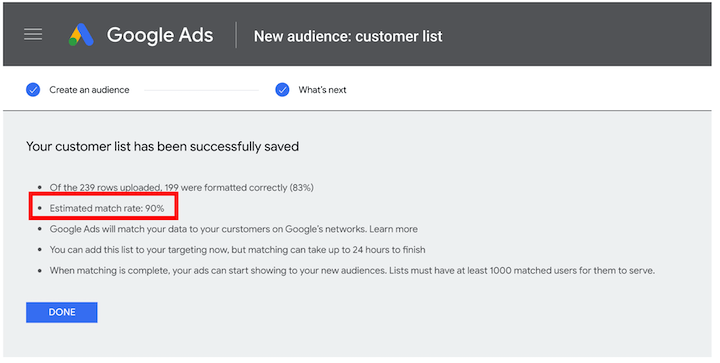 Google Ads
New audience: customer list
Create an audience
What's next
Your customer list has been successfully saved
Of the 239 rows uploaded, 199 were formatted correctly (83%)
Estimated match rate: 90%
Google Ads will match your data to your curstomers on Google's networks. Learn more
You can add this list to your targeting now, but matching can take up to 24 hours to finish
When matching is complete, your ads can start showing to your new audiences. Lists must have at least 1000 matched users for them to serve.
DONE